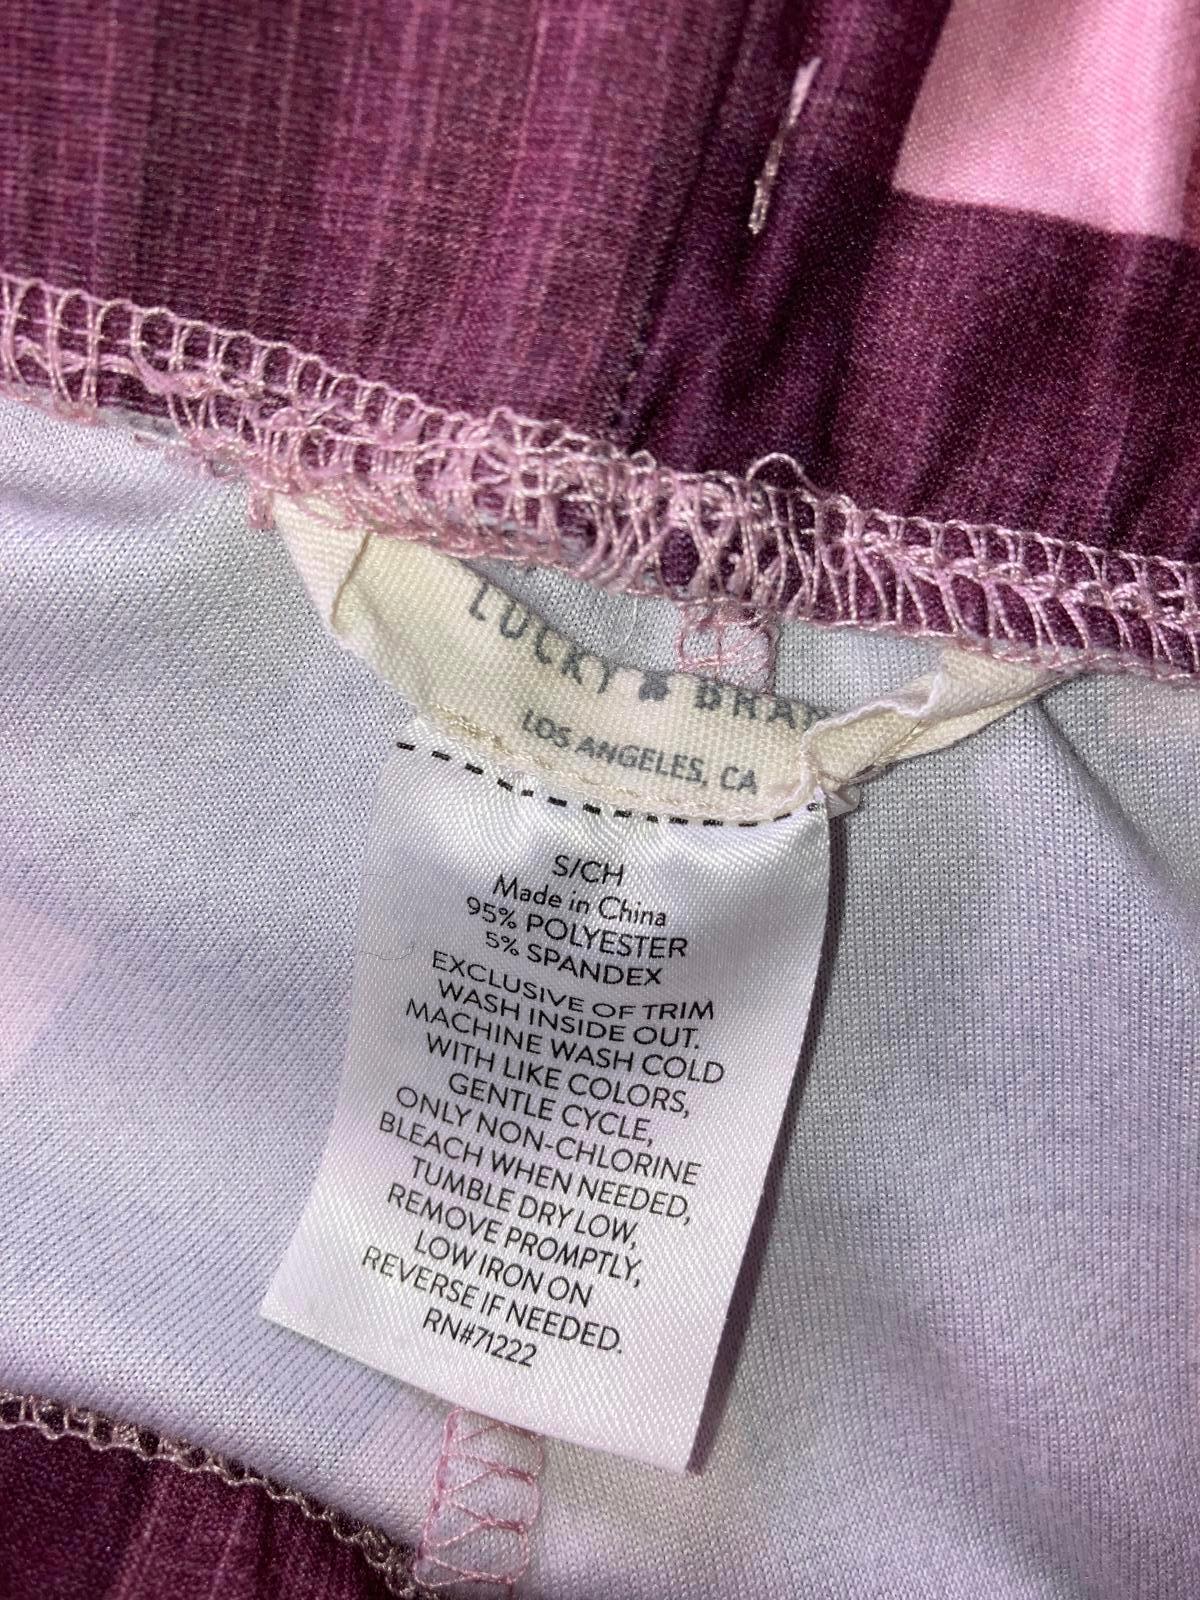 LUCKY BRAN
LOS ANGELES, CA
S/CH
Made in China
95% POLYESTER
5% SPANDEX
EXCLUSIVE OF TRIM
WASH INSIDE OUT.
MACHINE WASH COLD
WITH LIKE COLORS,
GENTLE CYCLE,
ONLY NON-CHLORINE
BLEACH WHEN NEEDED,
TUMBLE DRY LOW,
REMOVE PROMPTLY,
LOW IRON ON
REVERSE IF NEEDED.
RN#71222